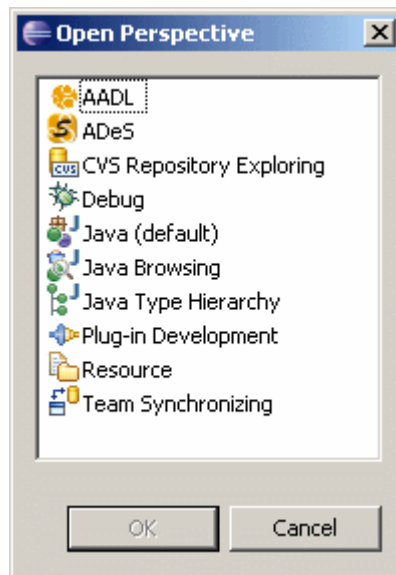 Open Perspective
AADL
ADeS
CVS Repository Exploring
Debug
Java (default)
Java Browsing
Java Type Hierarchy
Plug-in Development
Resource
Team Synchronizing
OK
Cancel